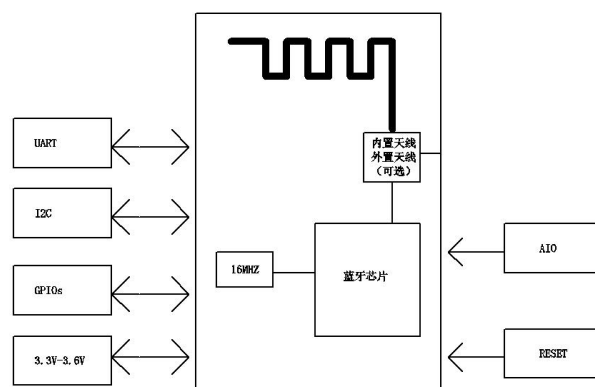 内置天线
外置天线
(可选)
UART
I2C
GPIOs
3.3V-3.6V
16MHZ
蓝牙芯片
AIO
RESET